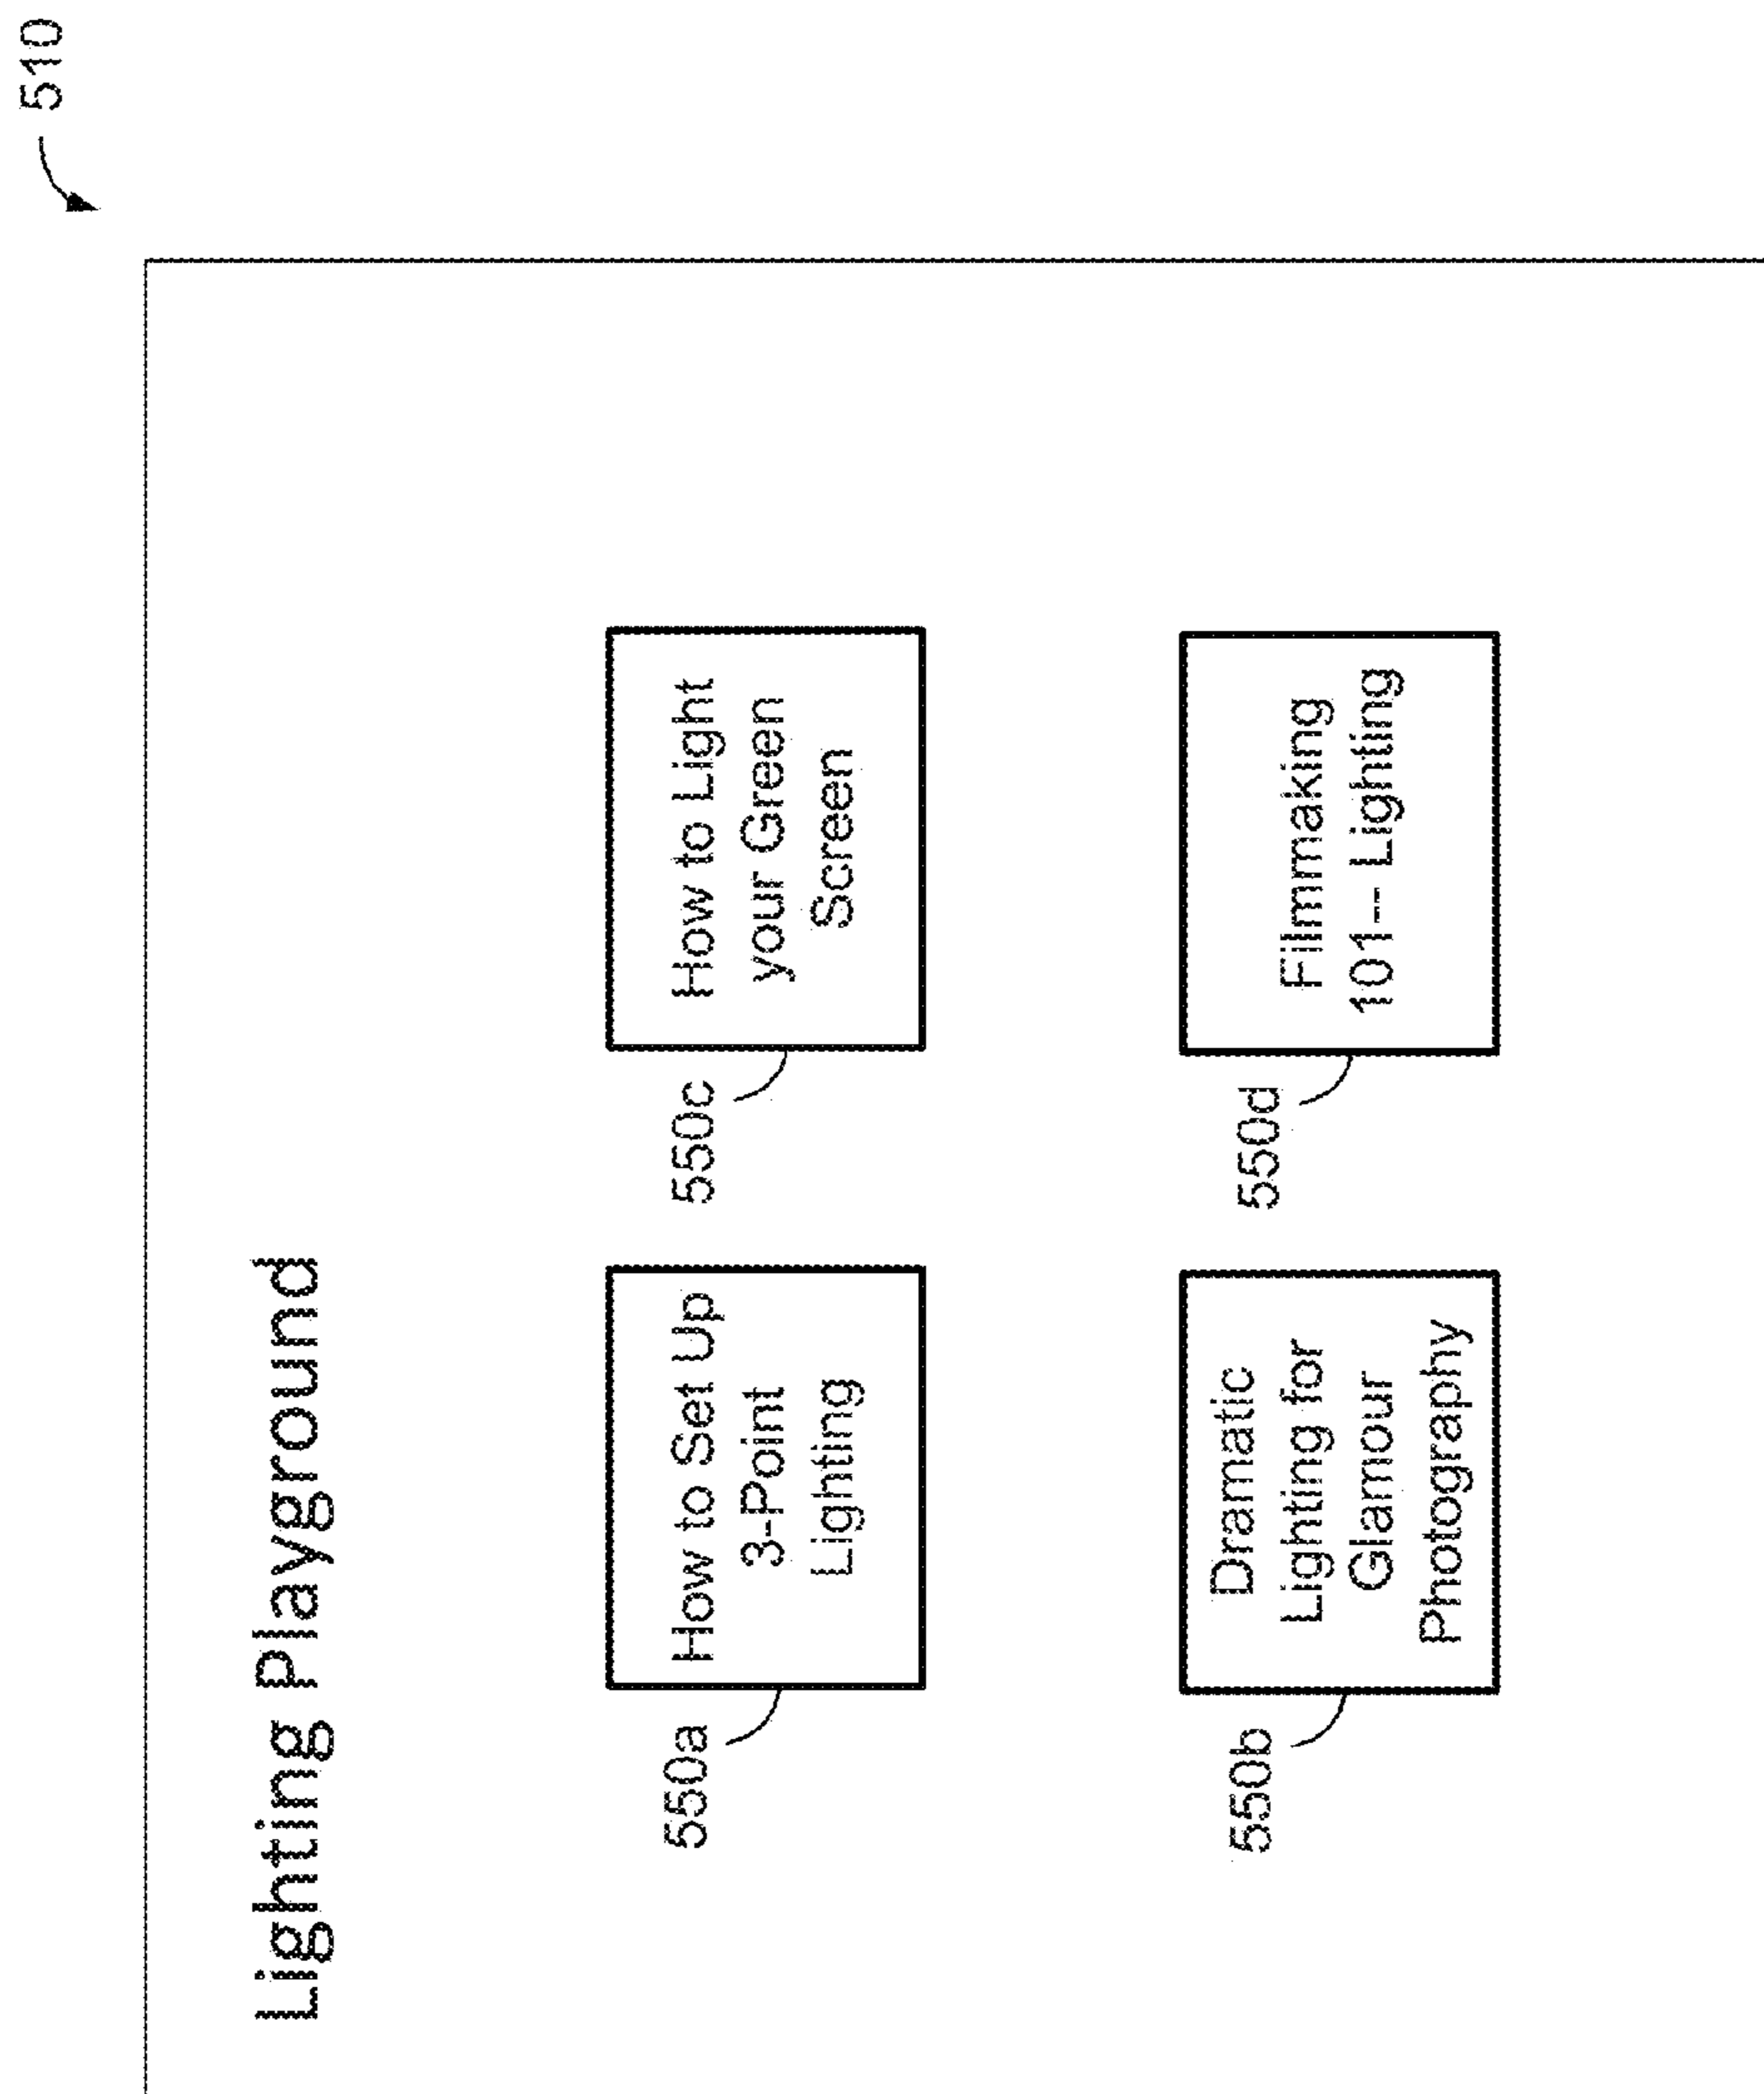 510
Lighting Playground
550a
How to Set Up
3-Point
Lighting
550c
How to Light
your Green
Screen
550b
Dramatic
Lighting for
Glamour
Photography
550d
Filmmaking
101-- Lighting